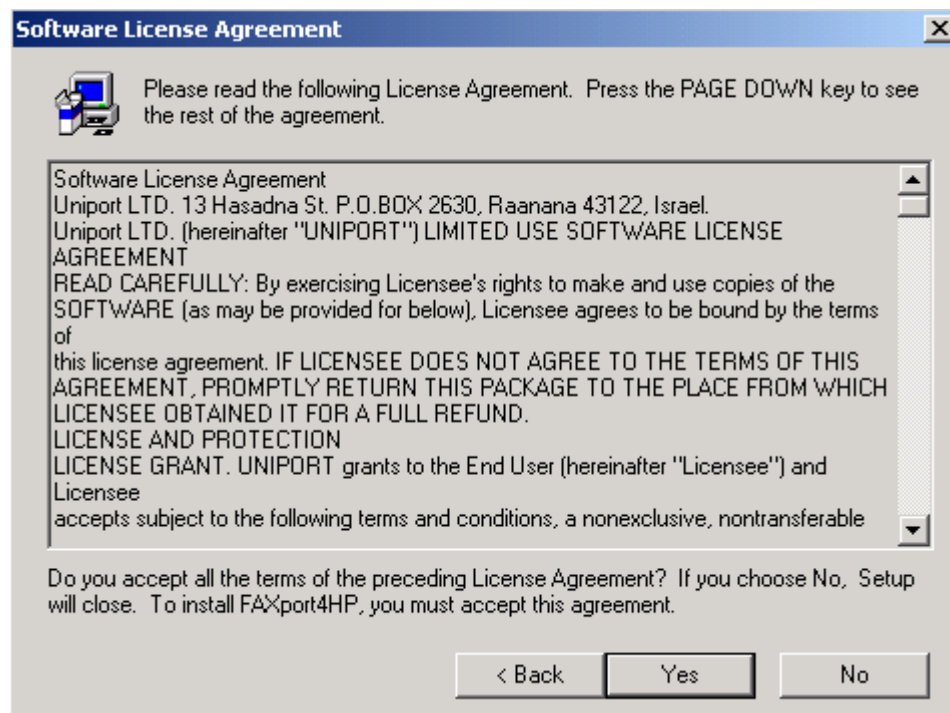 Software License Agreement
Please read the following License Agreement.  Press the PAGE DOWN key to see
the rest of the agreement.
Software License Agreement
Uniport LTD. 13 Hasadna St. P.O.BOX 2630, Raanana 43122, Israel.
Uniport LTD. (hereinafter "UNIPORT") LIMITED USE SOFTWARE LICENSE
AGREEMENT
READ CAREFULLY: By exercising Licensee's rights to make and use copies of the
SOFTWARE (as may be provided for below), Licensee agrees to be bound by the terms
of
this license agreement. IF LICENSEE DOES NOT AGREE TO THE TERMS OF THIS
AGREEMENT, PROMPTLY RETURN THIS PACKAGE TO THE PLACE FROM WHICH
LICENSEE OBTAINED IT FOR A FULL REFUND.
LICENSE AND PROTECTION
LICENSE GRANT. UNIPORT grants to the End User (hereinafter "Licensee") and
Licensee
accepts subject to the following terms and conditions, a nonexclusive, nontransferable
Do you accept all the terms of the preceding License Agreement?  If you choose No,  Setup
will close.  To install FAXport4HP, you must accept this agreement.
< Back
Yes
No